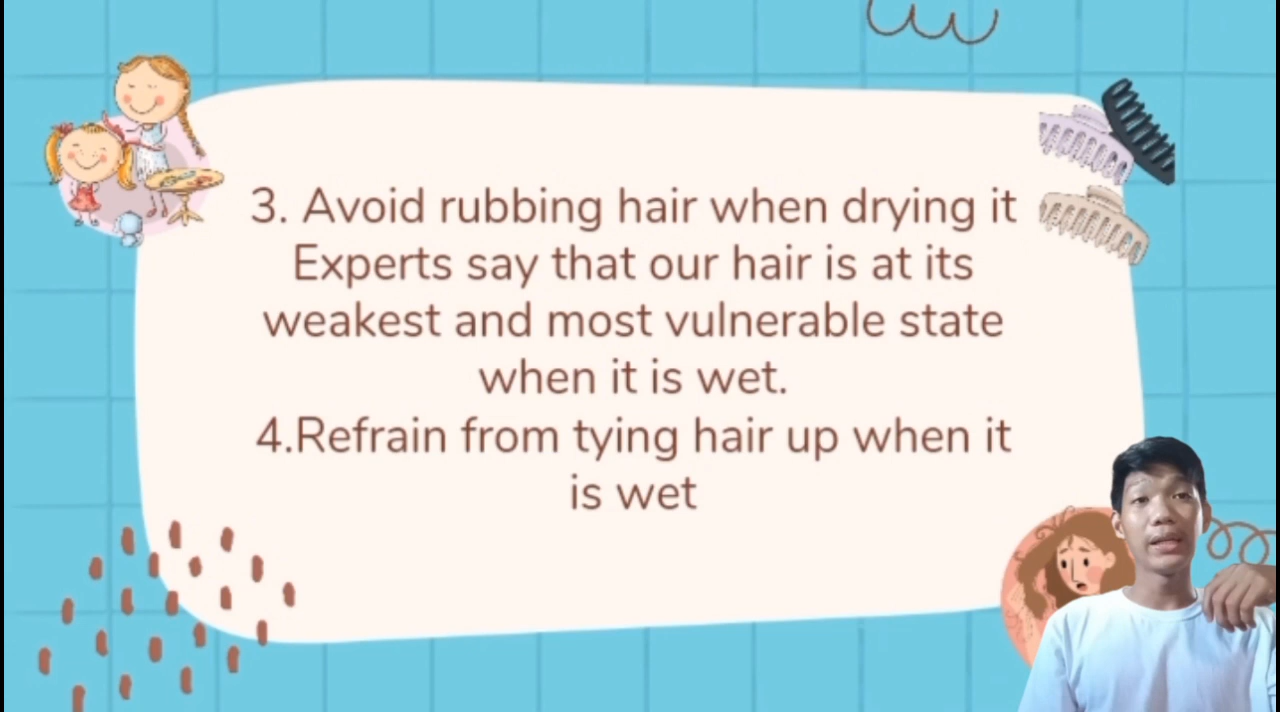 3. Avoid rubbing hair when drying it
Experts say that our hair is at its
weakest and most vulnerable state
when it is wet.
4.Refrain from tying hair up when it
is wet